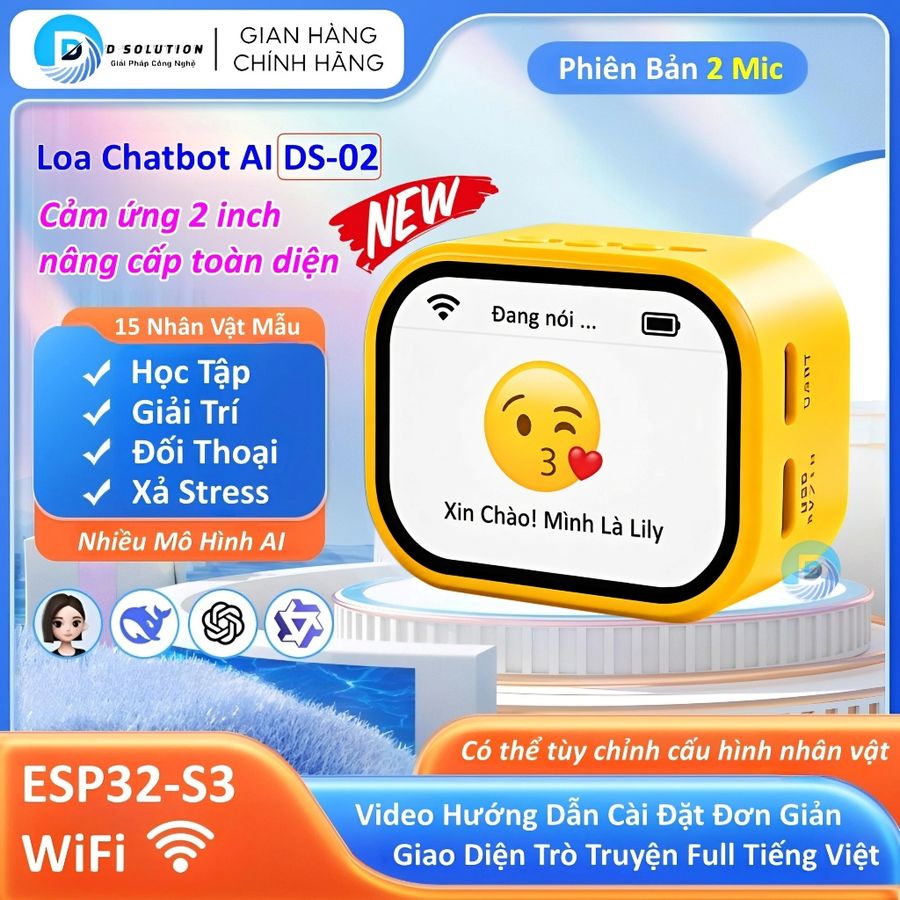 D SOLUTION
Giải Pháp Công Nghệ
GIAN HÀNG
CHÍNH HÃNG
Phiên Bản 2 Mic
Loa Chatbot AI DS-02
Cảm ứng 2 inch
nâng cấp toàn diện
NEW
15 Nhân Vật Mẫu
Học Tập
Giải Trí
Đối Thoại
Xả Stress
Nhiều Mô Hình AI
Đang nói ...
Xin Chào! Mình Là Lily
UART
Có thể tùy chỉnh cấu hình nhân vật
ESP32-S3
WiFi
Video Hướng Dẫn Cài Đặt Đơn Giản
Giao Diện Trò Truyện Full Tiếng Việt